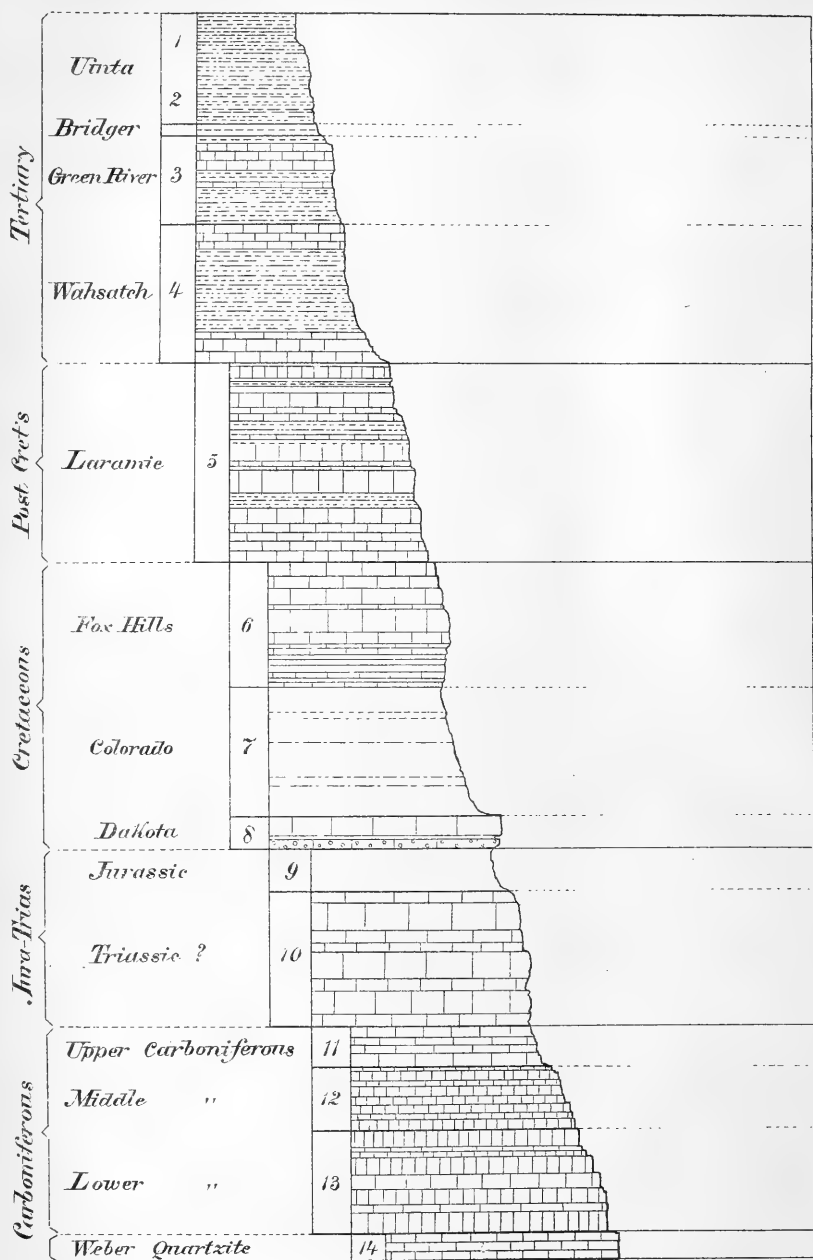 Tertiary
Uinta
1
2
Bridger
Green River 3
Wahsatch 4
Post Cret's
Laramie 5
Cretaceous
Fox Hills 6
Colorado 7
Dakota 8
Jura-Trias
Jurassic 9
Triassic ? 10
Carboniferous
Upper Carboniferous 11
Middle " 12
Lower " 13
Weber Quartzite 14